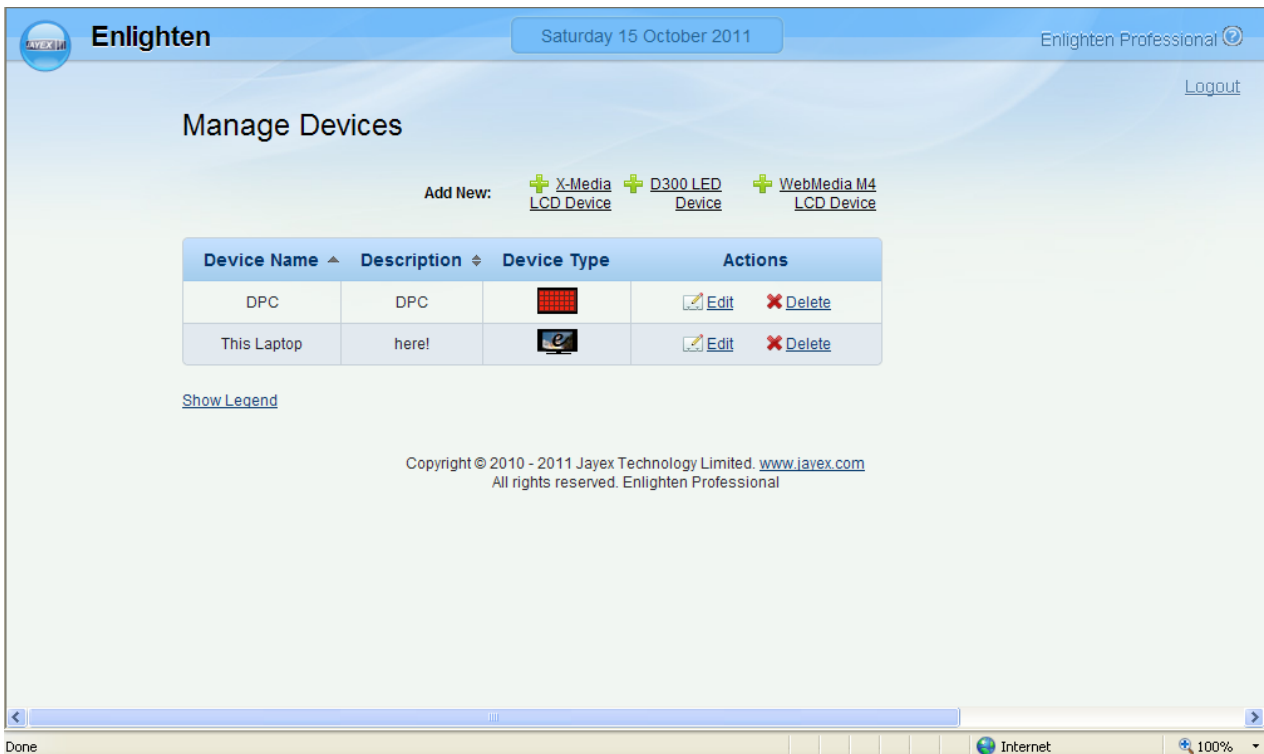 JAYEX
Enlighten
Saturday 15 October 2011
Enlighten Professional ?
Logout
Manage Devices
Add New:
X-Media
LCD Device
D300 LED
Device
WebMedia M4
LCD Device
Device Name Description Device Type Actions
DPC DPC Edit Delete
This Laptop here! e Edit Delete
Show Legend
Copyright © 2010 - 2011 Jayex Technology Limited. www.jayex.com
All rights reserved. Enlighten Professional
Done Internet 100%